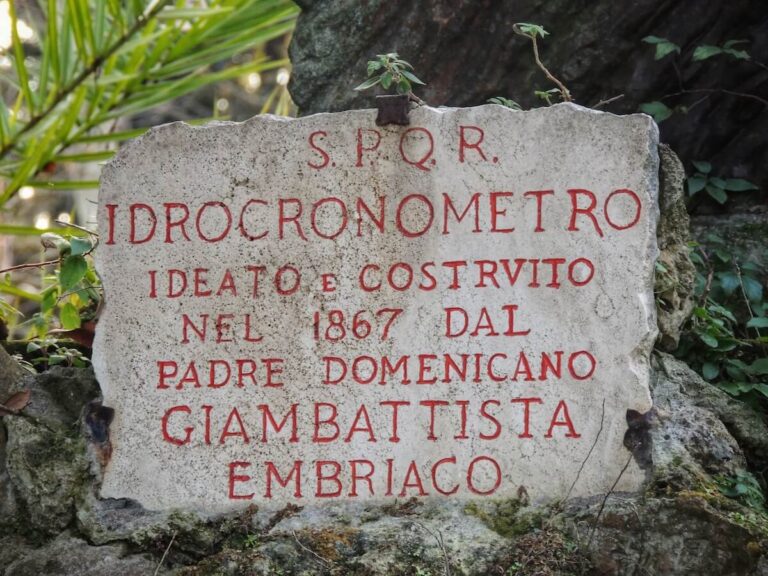 S.P.Q.R.
IDROCRONOMETRO
IDEATO E COSTRVITO
NEL 1867 DAL
PADRE DOMENICANO
GIAMBATTISTA
EMBRIACO